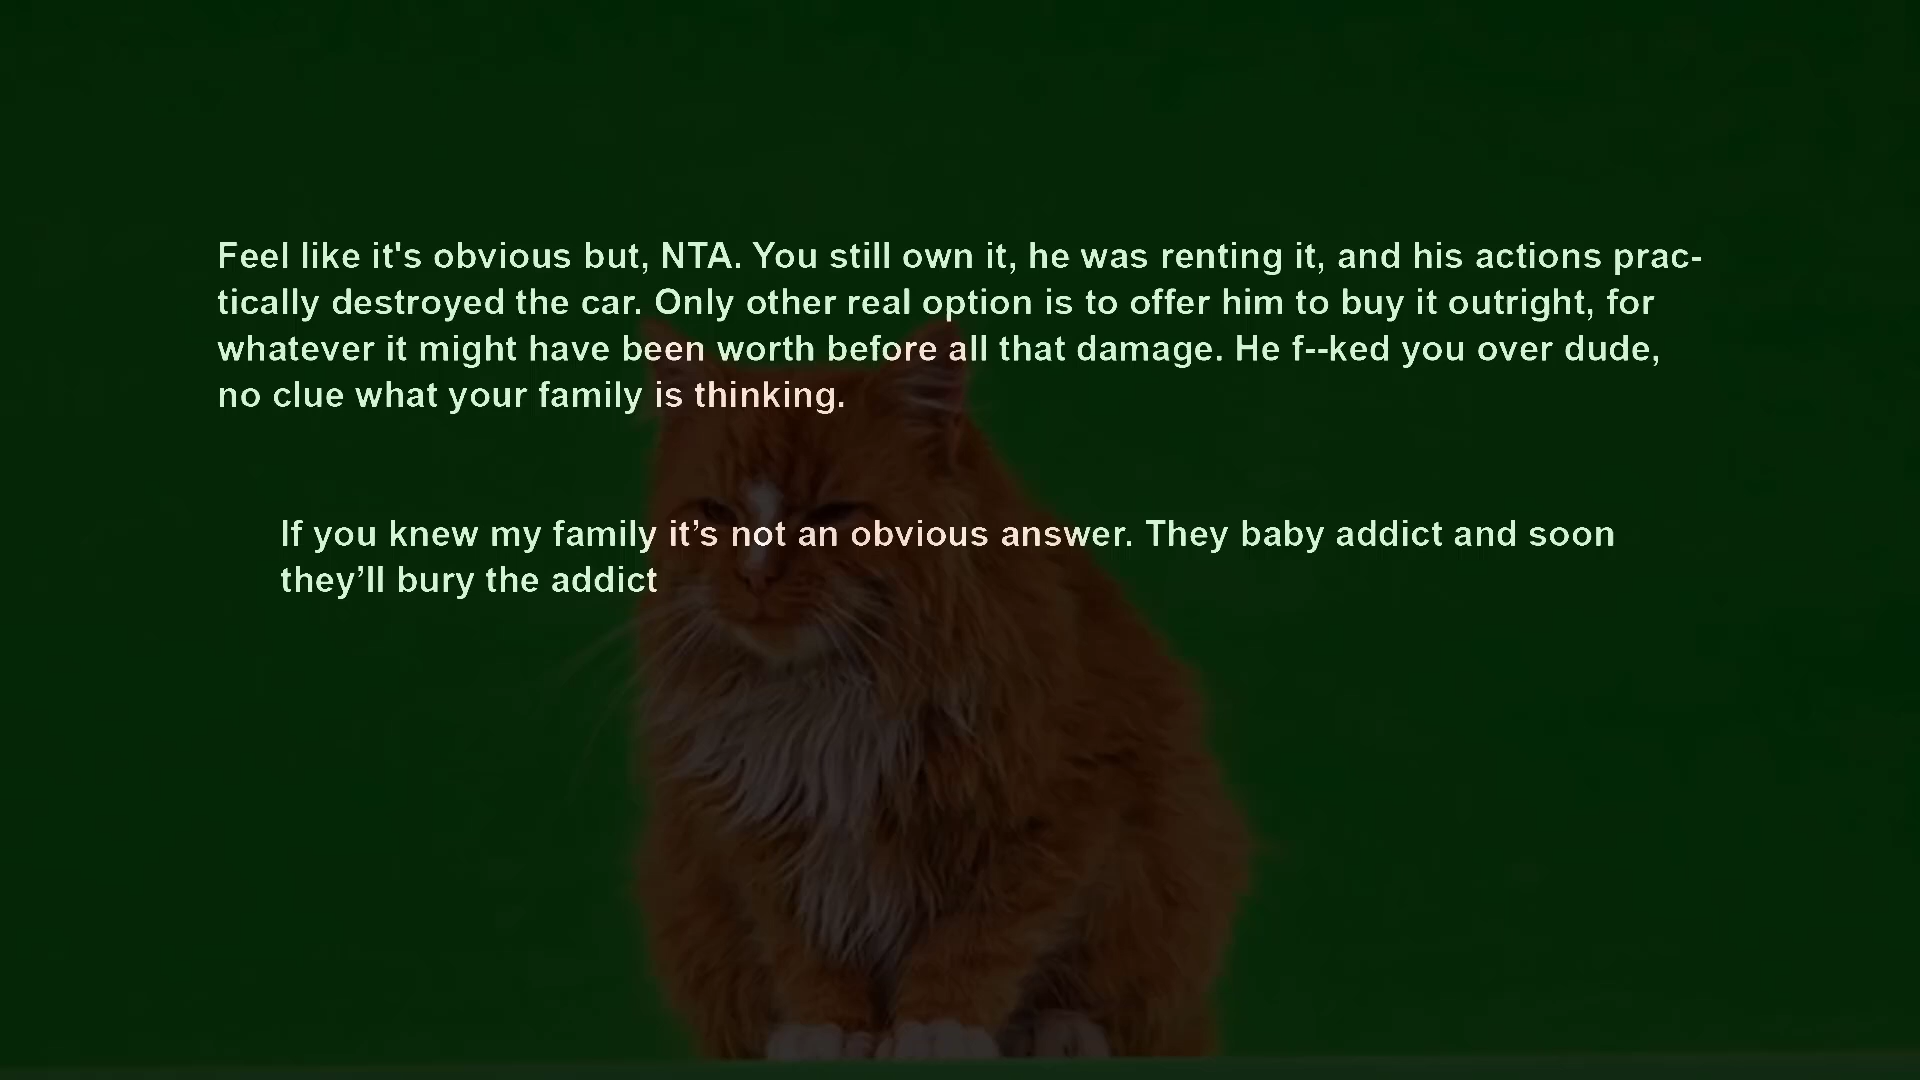 Feel like it's obvious but, NTA. You still own it, he was renting it, and his actions prac-
tically destroyed the car. Only other real option is to offer him to buy it outright, for
whatever it might have been worth before all that damage. He f--ked you over dude,
no clue what your family is thinking.
If you knew my family it’s not an obvious answer. They baby addict and soon
they’ll bury the addict